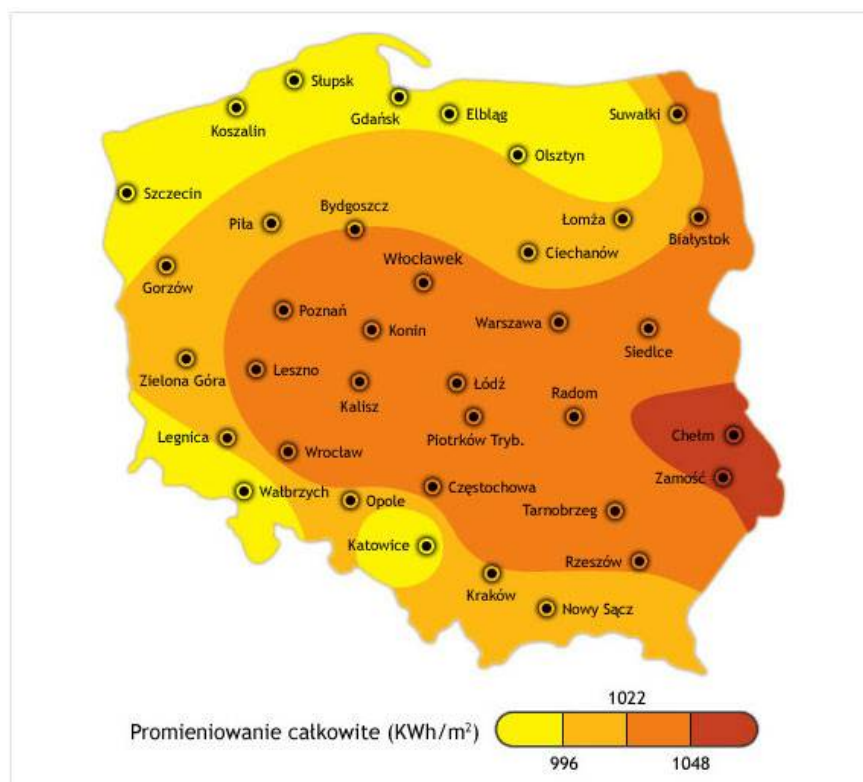 Słupsk
Koszalin
Gdańsk
Elbląg
Suwałki
Olsztyn
Szczecin
Piła
Bydgoszcz
Łomża
Białystok
Ciechanów
Gorzów
Włocławek
Poznań
Konin
Warszawa
Siedlce
Zielona Góra
Leszno
Kalisz
Łódź
Radom
Legnica
Piotrków Tryb.
Chełm
Wrocław
Zamość
Wałbrzych
Opole
Częstochowa
Tarnobrzeg
Katowice
Rzeszów
Kraków
Nowy Sącz
1022
Promieniowanie całkowite (KWh/m²)
996
1048